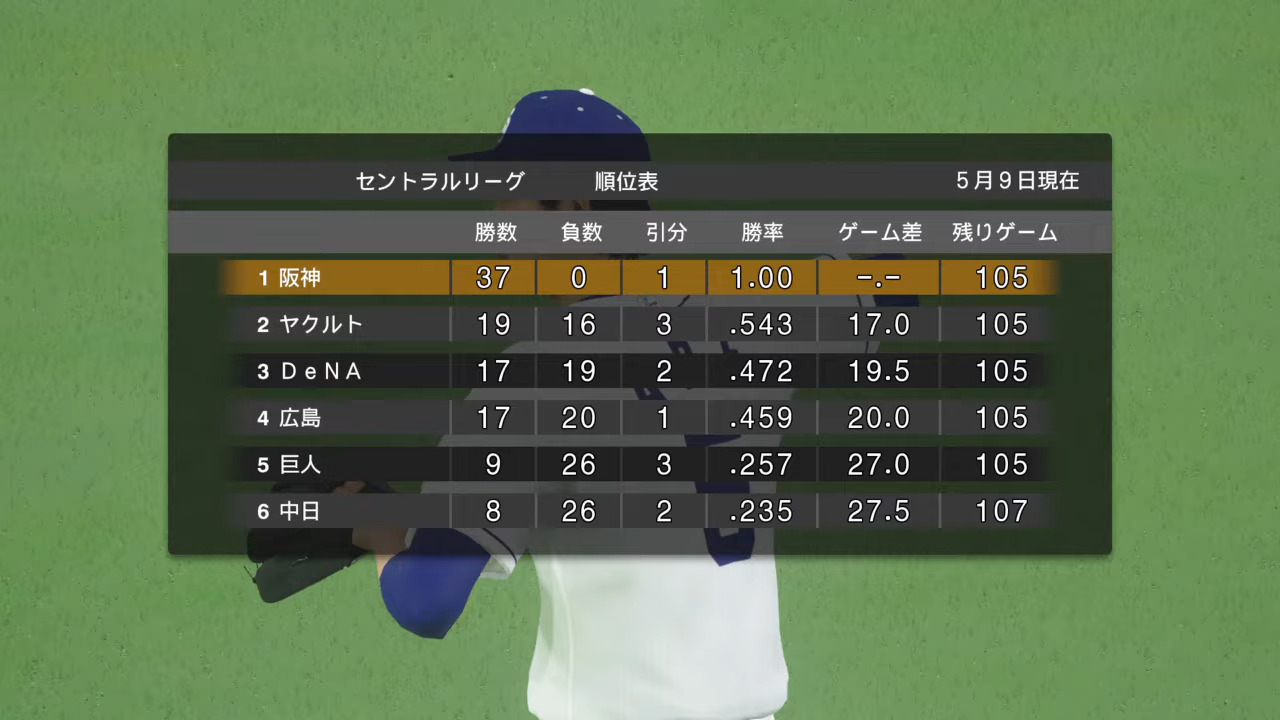 セントラルリーグ 順位表 5月9日現在
勝数 負数 引分 勝率 ゲーム差 残りゲーム
1 阪神 37 0 1 1.00 -.- 105
2 ヤクルト 19 16 3 .543 17.0 105
3 DeNA 17 19 2 .472 19.5 105
4 広島 17 20 1 .459 20.0 105
5 巨人 9 26 3 .257 27.0 105
6 中日 8 26 2 .235 27.5 107